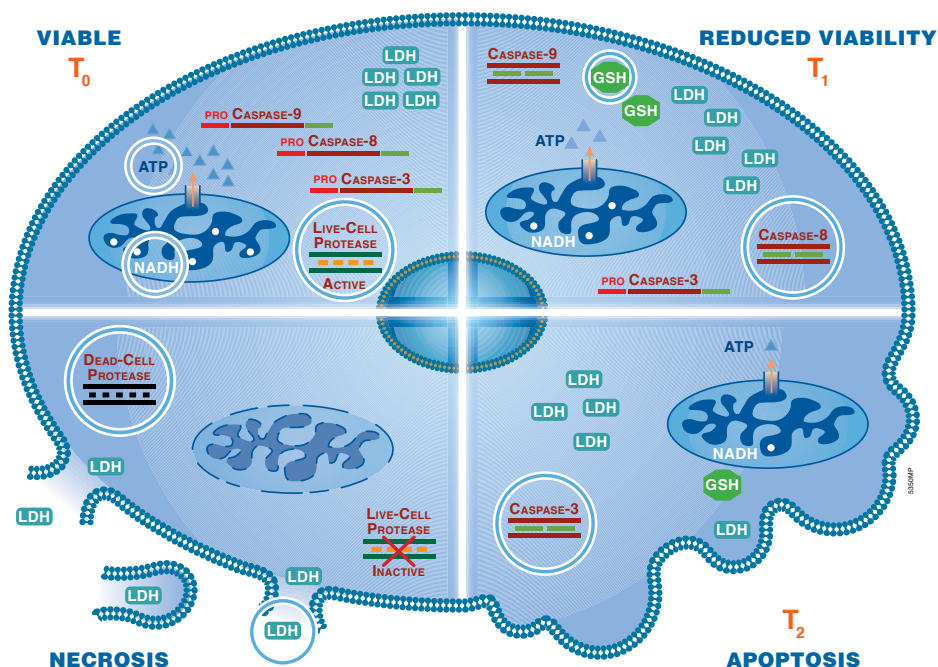 VIABLE
T0
LDH
LDH LDH
LDH LDH
PRO CASPASE-9
PRO CASPASE-8
PRO CASPASE-3
ATP
NADH
LIVE-CELL
PROTEASE
ACTIVE
REDUCED VIABILITY
T1
CASPASE-9
GSH
GSH
LDH
LDH
LDH
LDH
LDH
ATP
NADH
CASPASE-8
PRO CASPASE-3
DEAD-CELL
PROTEASE
LDH
LDH
LDH
LIVE-CELL
PROTEASE
INACTIVE
LDH
LDH
NECROSIS
ATP
LDH
LDH
LDH
LDH
NADH
GSH
LDH
CASPASE-3
5350MP
T2
APOPTOSIS